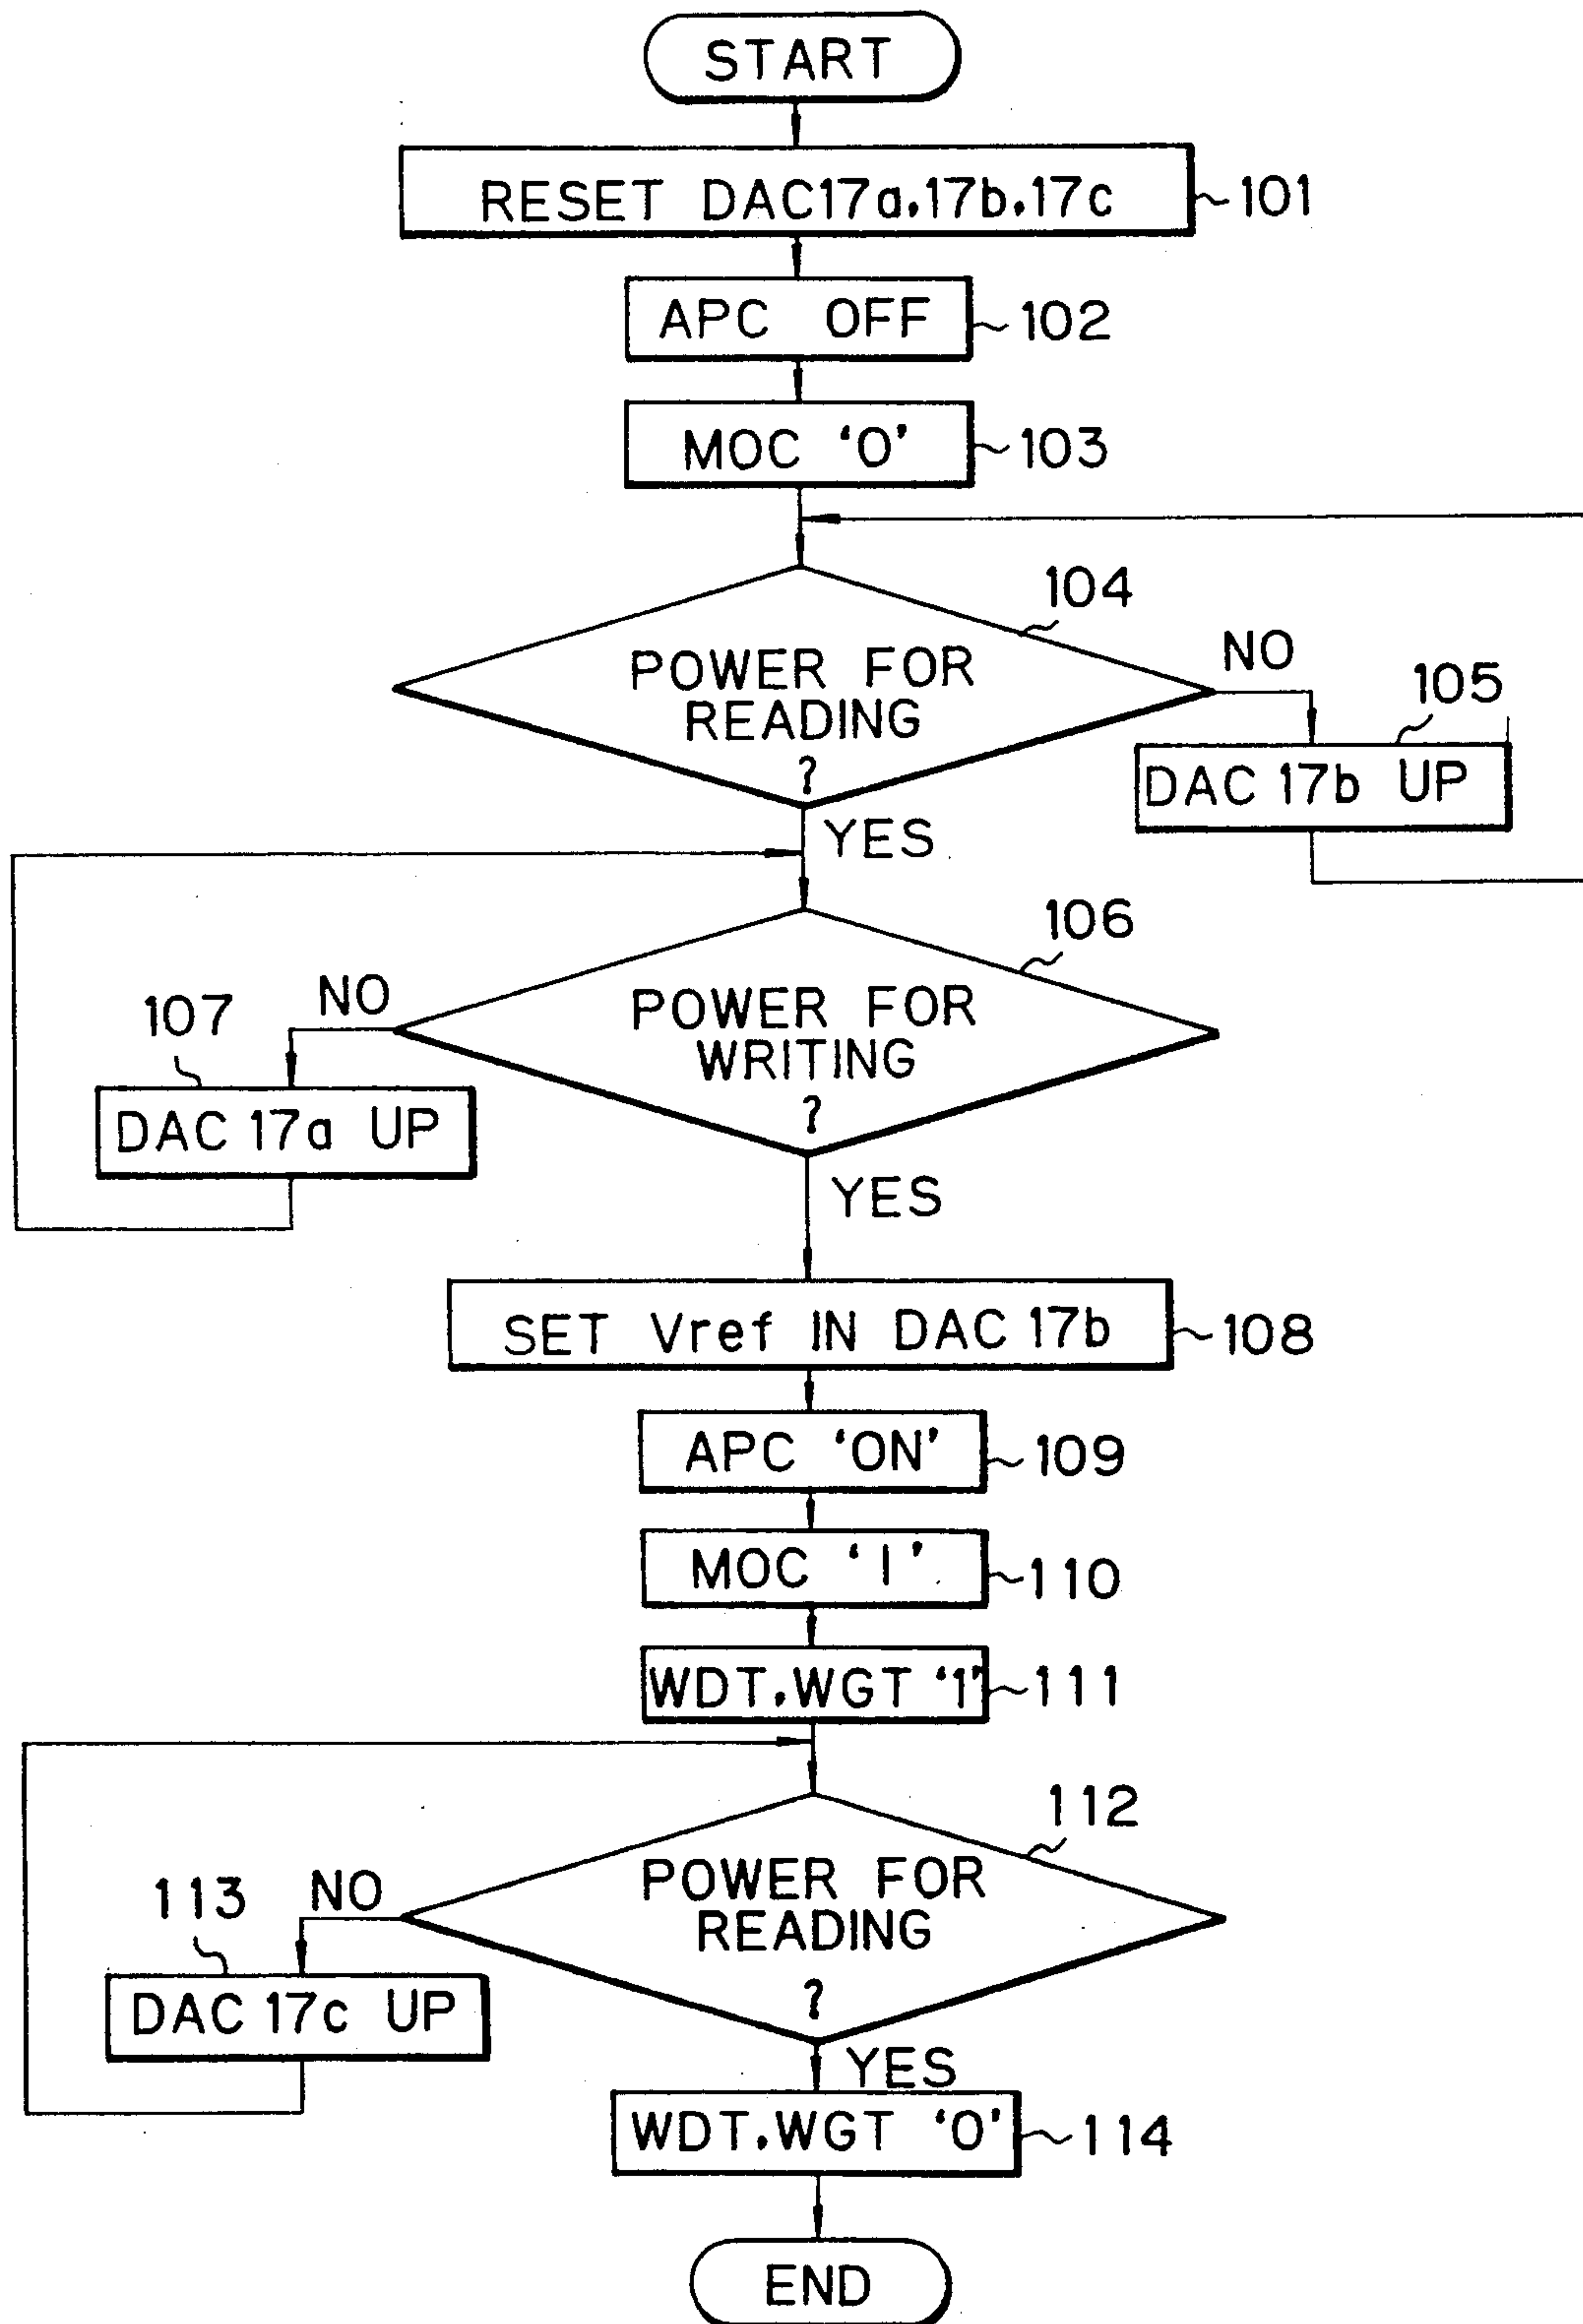 START
RESET DAC17a.17b.17c
101
APC OFF
102
MOC ‘0’
103
104
POWER FOR
READING
?
NO
105
DAC 17b UP
YES
106
POWER FOR
WRITING
?
NO
107
DAC 17a UP
YES
SET Vref IN DAC 17b
108
APC ‘ON’
109
MOC ‘1’
110
WDT.WGT ‘1’
111
112
POWER FOR
READING
?
NO
113
DAC 17c UP
YES
WDT.WGT ‘0’
114
END